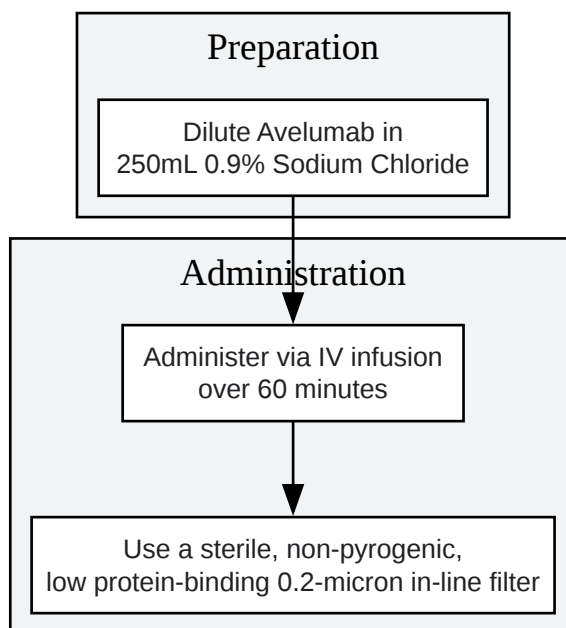 Preparation
Dilute Avelumab in
250mL 0.9% Sodium Chloride
Administration
Administer via IV infusion
over 60 minutes
Use a sterile, non-pyrogenic,
low protein-binding 0.2-micron in-line filter